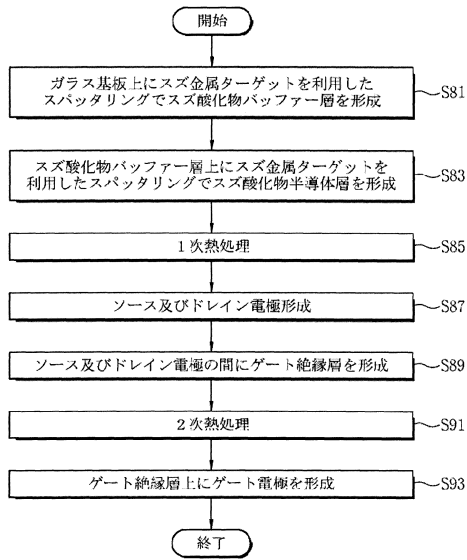 開始
ガラス基板上にスズ金属ターゲットを利用した
スパッタリングでスズ酸化物バッファー層を形成
S81
スズ酸化物バッファー層上にスズ金属ターゲットを
利用したスパッタリングでスズ酸化物半導体層を形成
S83
1次熱処理
S85
ソース及びドレイン電極形成
S87
ソース及びドレイン電極の間にゲート絶縁層を形成
S89
2次熱処理
S91
ゲート絶縁層上にゲート電極を形成
S93
終了